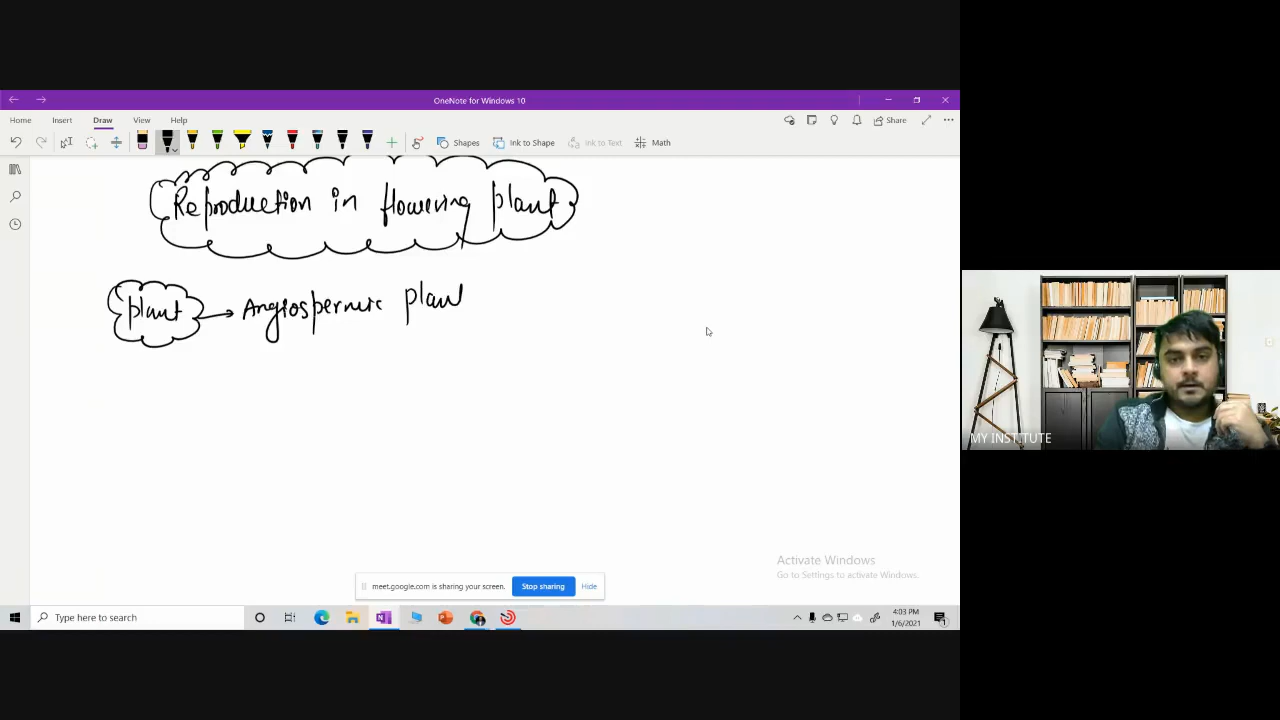 OneNote for Windows 10
Home Insert Draw View Help
Share
Shapes Ink to Shape Ink to Text Math
Reproduction in flowering plant
plant → Angiospermic plant
MY INSTITUTE
Activate Windows
Go to Settings to activate Windows.
meet.google.com is sharing your screen. Stop sharing Hide
Type here to search
4:03 PM
1/6/2021